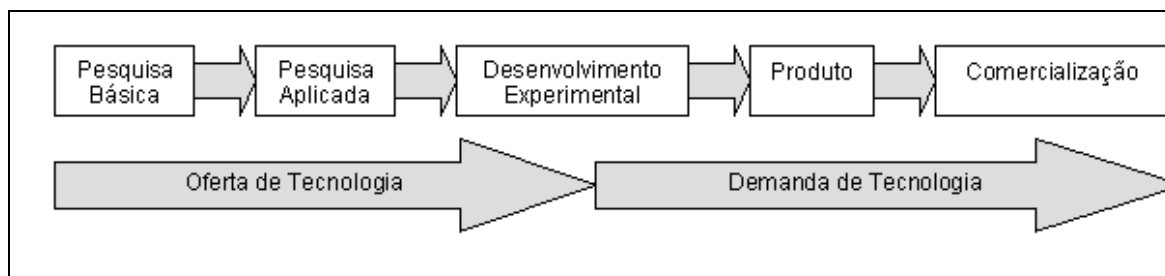 Pesquisa
Básica
Pesquisa
Aplicada
Desenvolvimento
Experimental
Produto
Comercialização
Oferta de Tecnologia
Demanda de Tecnologia